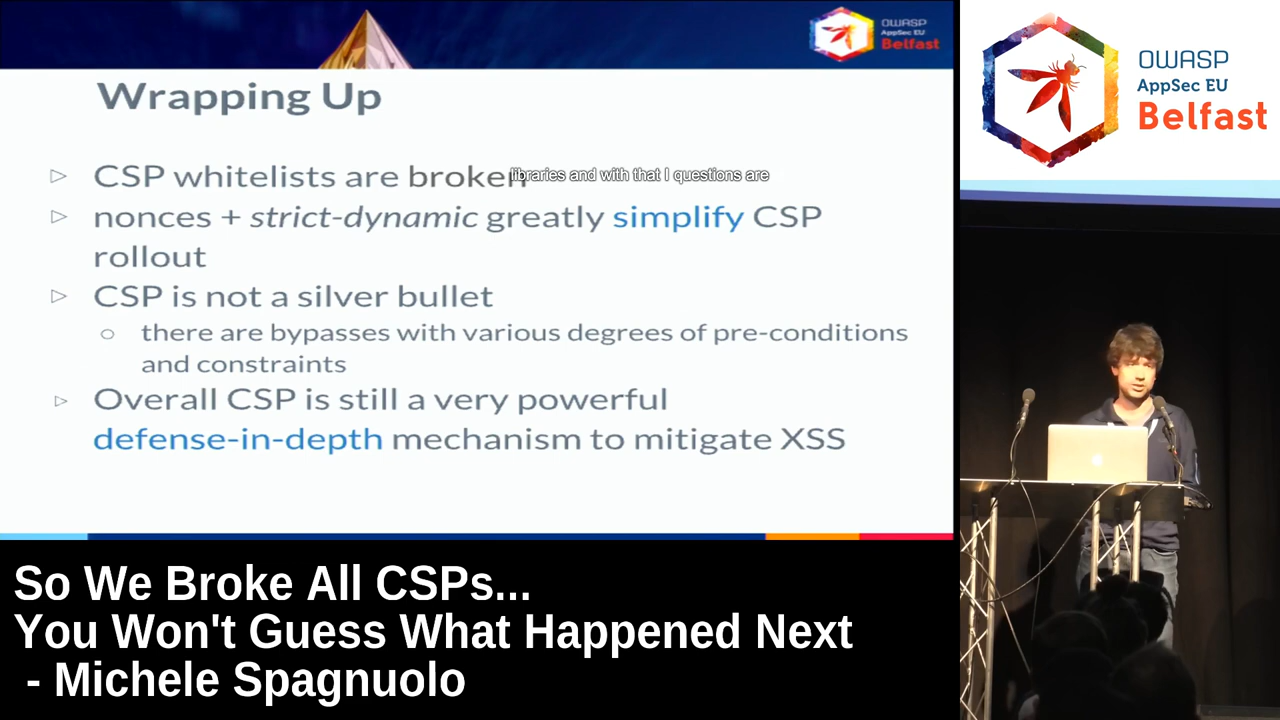 OWASP
AppSec EU
Belfast
Wrapping Up
CSP whitelists are broken
libraries and with that I questions are
nonces + strict-dynamic greatly simplify CSP
rollout
CSP is not a silver bullet
there are bypasses with various degrees of pre-conditions
and constraints
Overall CSP is still a very powerful
defense-in-depth mechanism to mitigate XSS
OWASP
AppSec EU
Belfast
So We Broke All CSPs...
You Won't Guess What Happened Next
- Michele Spagnuolo